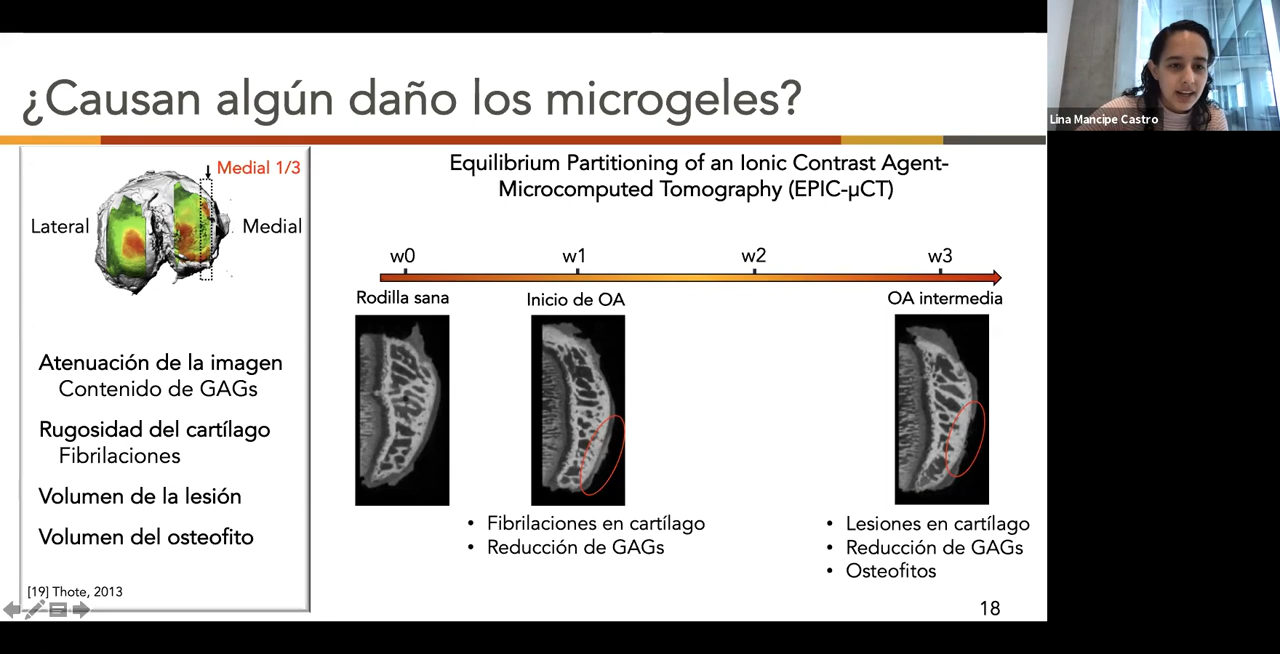 ¿Causan algún daño los microgeles?
Lina Mancipe Castro
Medial 1/3
Lateral
Medial
Atenuación de la imagen
Contenido de GAGs
Rugosidad del cartílago
Fibrilaciones
Volumen de la lesión
Volumen del osteofito
[19] Thote, 2013
Equilibrium Partitioning of an Ionic Contrast Agent-
Microcomputed Tomography (EPIC-µCT)
w0
w1
w2
w3
Rodilla sana
Inicio de OA
OA intermedia
• Fibrilaciones en cartílago
• Reducción de GAGs
• Lesiones en cartílago
• Reducción de GAGs
• Osteofitos
18